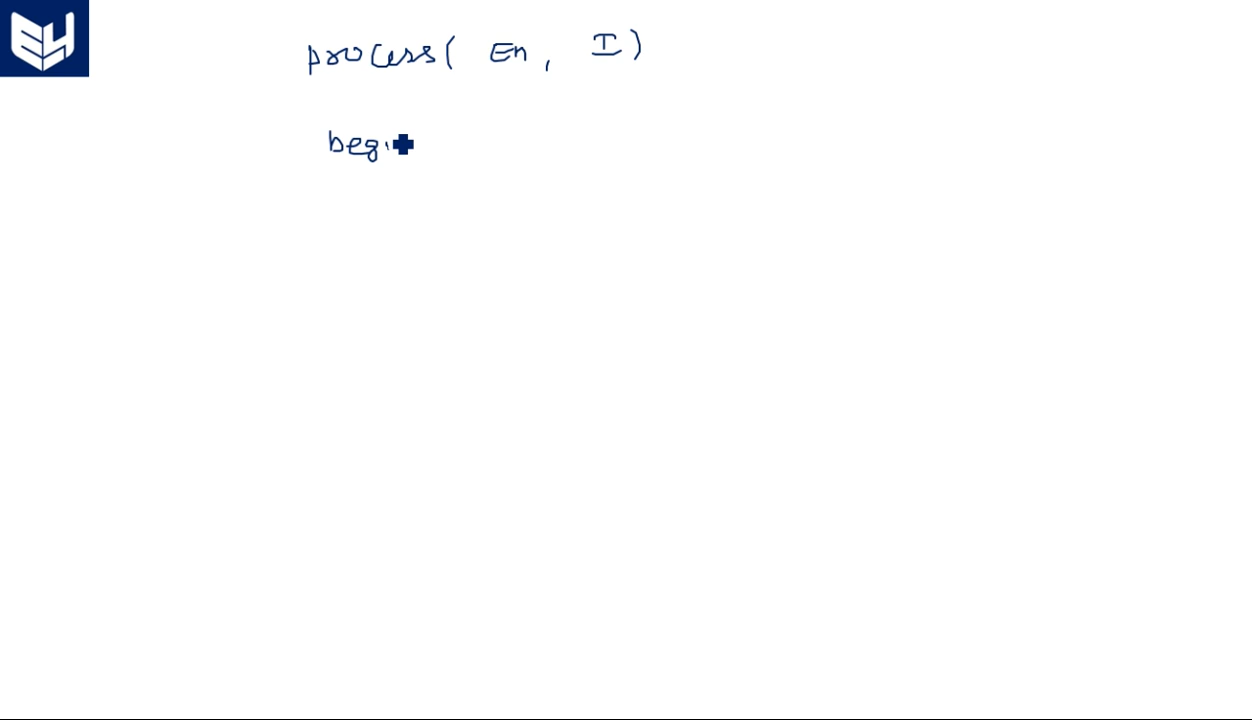 process( En, I)
beg